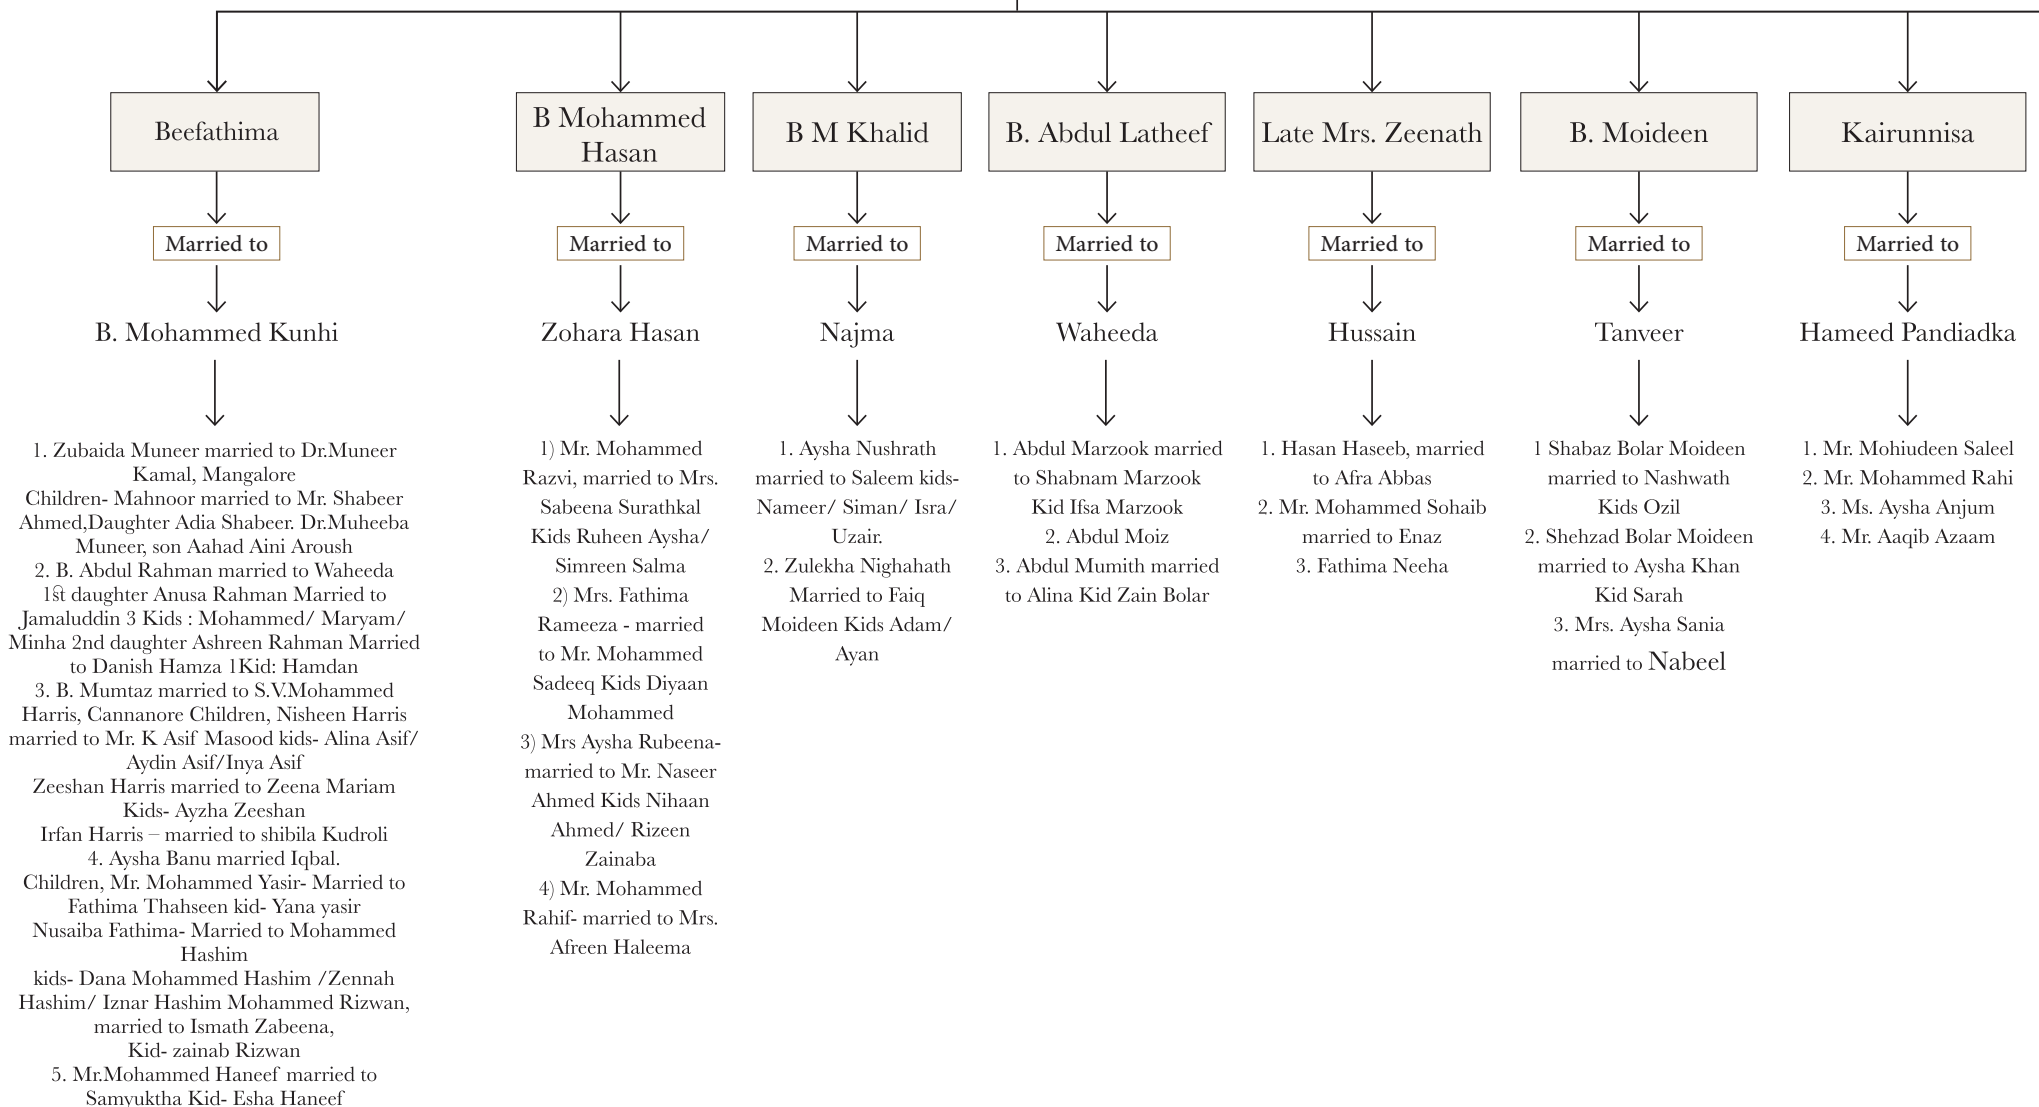 Beefathima
Married to
B. Mohammed Kunhi
1. Zubaida Muneer married to Dr.Muneer
Kamal, Mangalore
Children- Mahnoor married to Mr. Shabeer
Ahmed,Daughter Adia Shabeer. Dr.Muheeba
Muneer, son Aahad Aini Aroush
2. B. Abdul Rahman married to Waheeda
1st daughter Anusa Rahman Married to
Jamaluddin 3 Kids : Mohammed/ Maryam/
Minha 2nd daughter Ashreen Rahman Married
to Danish Hamza 1Kid: Hamdan
3. B. Mumtaz married to S.V.Mohammed
Harris, Cannanore Children, Nisheen Harris
married to Mr. K Asif Masood kids- Alina Asif/
Aydin Asif/Inya Asif
Zeeshan Harris married to Zeena Mariam
Kids- Ayzha Zeeshan
Irfan Harris – married to shibila Kudroli
4. Aysha Banu married Iqbal.
Children, Mr. Mohammed Yasir- Married to
Fathima Thahseen kid- Yana yasir
Nusaiba Fathima- Married to Mohammed
Hashim
kids- Dana Mohammed Hashim /Zennah
Hashim/ Iznar Hashim Mohammed Rizwan,
married to Ismath Zabeena,
Kid- zainab Rizwan
5. Mr.Mohammed Haneef married to
Samyuktha Kid- Esha Haneef
B Mohammed
Hasan
Married to
Zohara Hasan
1) Mr. Mohammed
Razvi, married to Mrs.
Sabeena Surathkal
Kids Ruheen Aysha/
Simreen Salma
2) Mrs. Fathima
Rameeza - married
to Mr. Mohammed
Sadeeq Kids Diyaan
Mohammed
3) Mrs Aysha Rubeena-
married to Mr. Naseer
Ahmed Kids Nihaan
Ahmed/ Rizeen
Zainaba
4) Mr. Mohammed
Rahif- married to Mrs.
Afreen Haleema
B M Khalid
Married to
Najma
1. Aysha Nushrath
married to Saleem kids-
Nameer/ Siman/ Isra/
Uzair.
2. Zulekha Nighahath
Married to Faiq
Moideen Kids Adam/
Ayan
B. Abdul Latheef
Married to
Waheeda
1. Abdul Marzook married
to Shabnam Marzook
Kid Ifsa Marzook
2. Abdul Moiz
3. Abdul Mumith married
to Alina Kid Zain Bolar
Late Mrs. Zeenath
Married to
Hussain
1. Hasan Haseeb, married
to Afra Abbas
2. Mr. Mohammed Sohaib
married to Enaz
3. Fathima Neeha
B. Moideen
Married to
Tanveer
1 Shabaz Bolar Moideen
married to Nashwath
Kids Ozil
2. Shehzad Bolar Moideen
married to Aysha Khan
Kid Sarah
3. Mrs. Aysha Sania
married to Nabeel
Kairunnisa
Married to
Hameed Pandiadka
1. Mr. Mohiudeen Saleel
2. Mr. Mohammed Rahi
3. Ms. Aysha Anjum
4. Mr. Aaqib Azaam